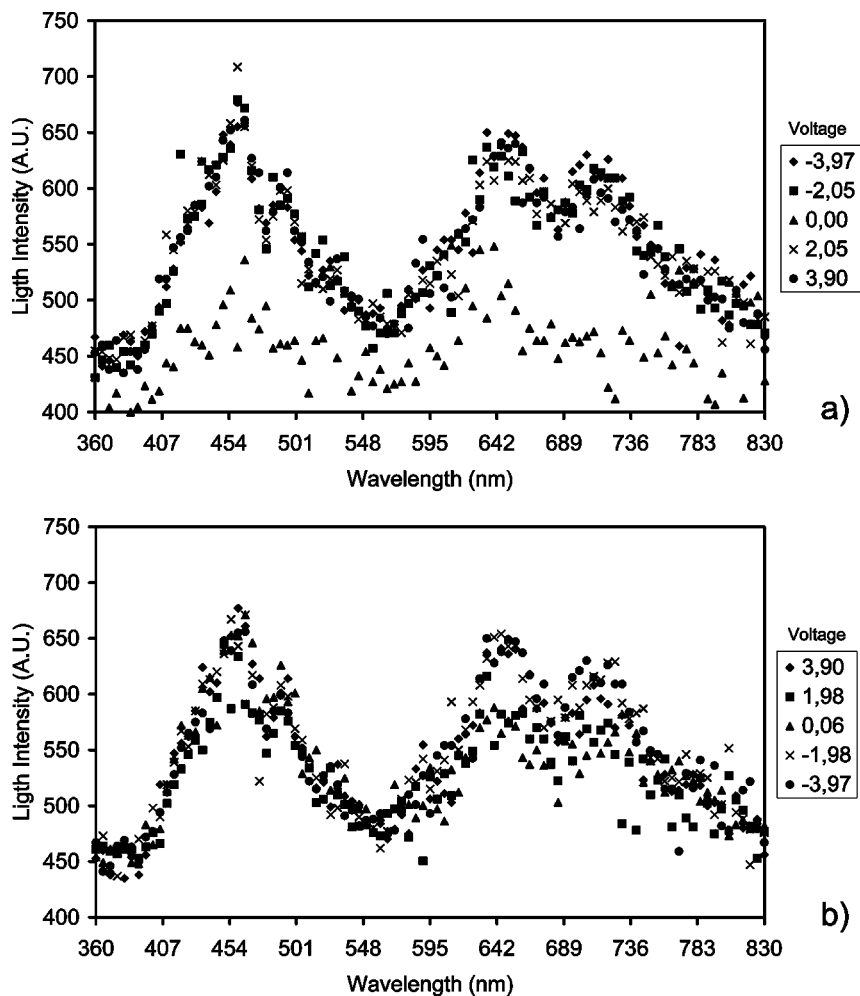 750
700
650
600
550
500
450
400
Ligth Intensity (A.U.)
360 407 454 501 548 595 642 689 736 783 830
Wavelength (nm)
Voltage
-3,97
-2,05
0,00
2,05
3,90
a)
750
700
650
600
550
500
450
400
Ligth Intensity (A.U.)
360 407 454 501 548 595 642 689 736 783 830
Wavelength (nm)
Voltage
3,90
1,98
0,06
-1,98
-3,97
b)